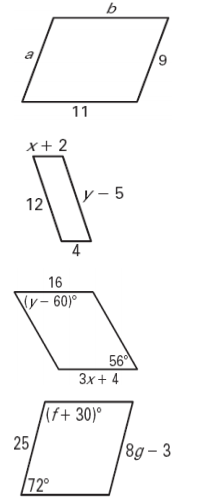 b
a
9
11
x + 2
12
y − 5
4
16
(y − 60)°
56°
3x + 4
(f + 30)°
25
8g − 3
72°